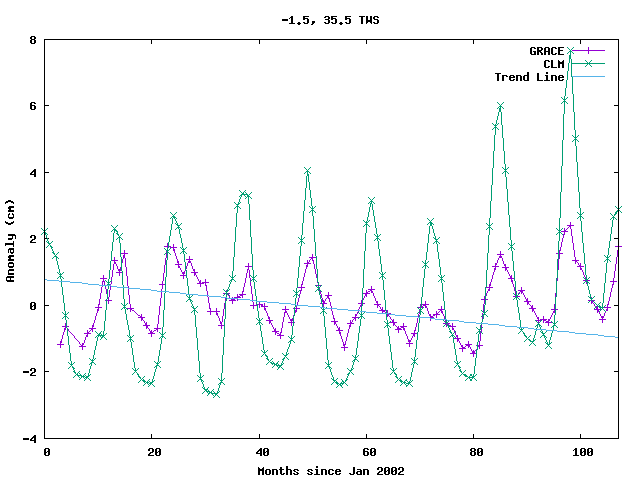 -1.5, 35.5 TWS
8
6
4
2
0
-2
-4
GRACE
CLM
Trend Line
Anomaly (cm)
0 20 40 60 80 100
Months since Jan 2002